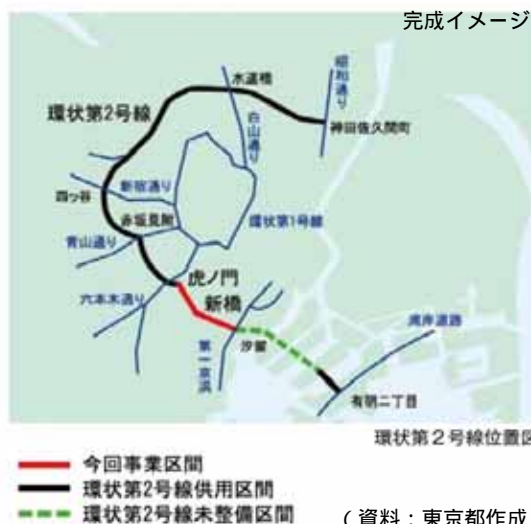 完成イメージ
水道橋
昭和通り
環状第2号線
神田佐久間町
白山通り
新宿通り
四ッ谷
赤坂見附
環状第1号線
青山通り
虎ノ門
六本木通り
新橋
湾岸道路
汐留
第一京浜
有明二丁目
環状第2号線位置図
今回事業区間
環状第2号線供用区間
環状第2号線未整備区間
（資料：東京都作成